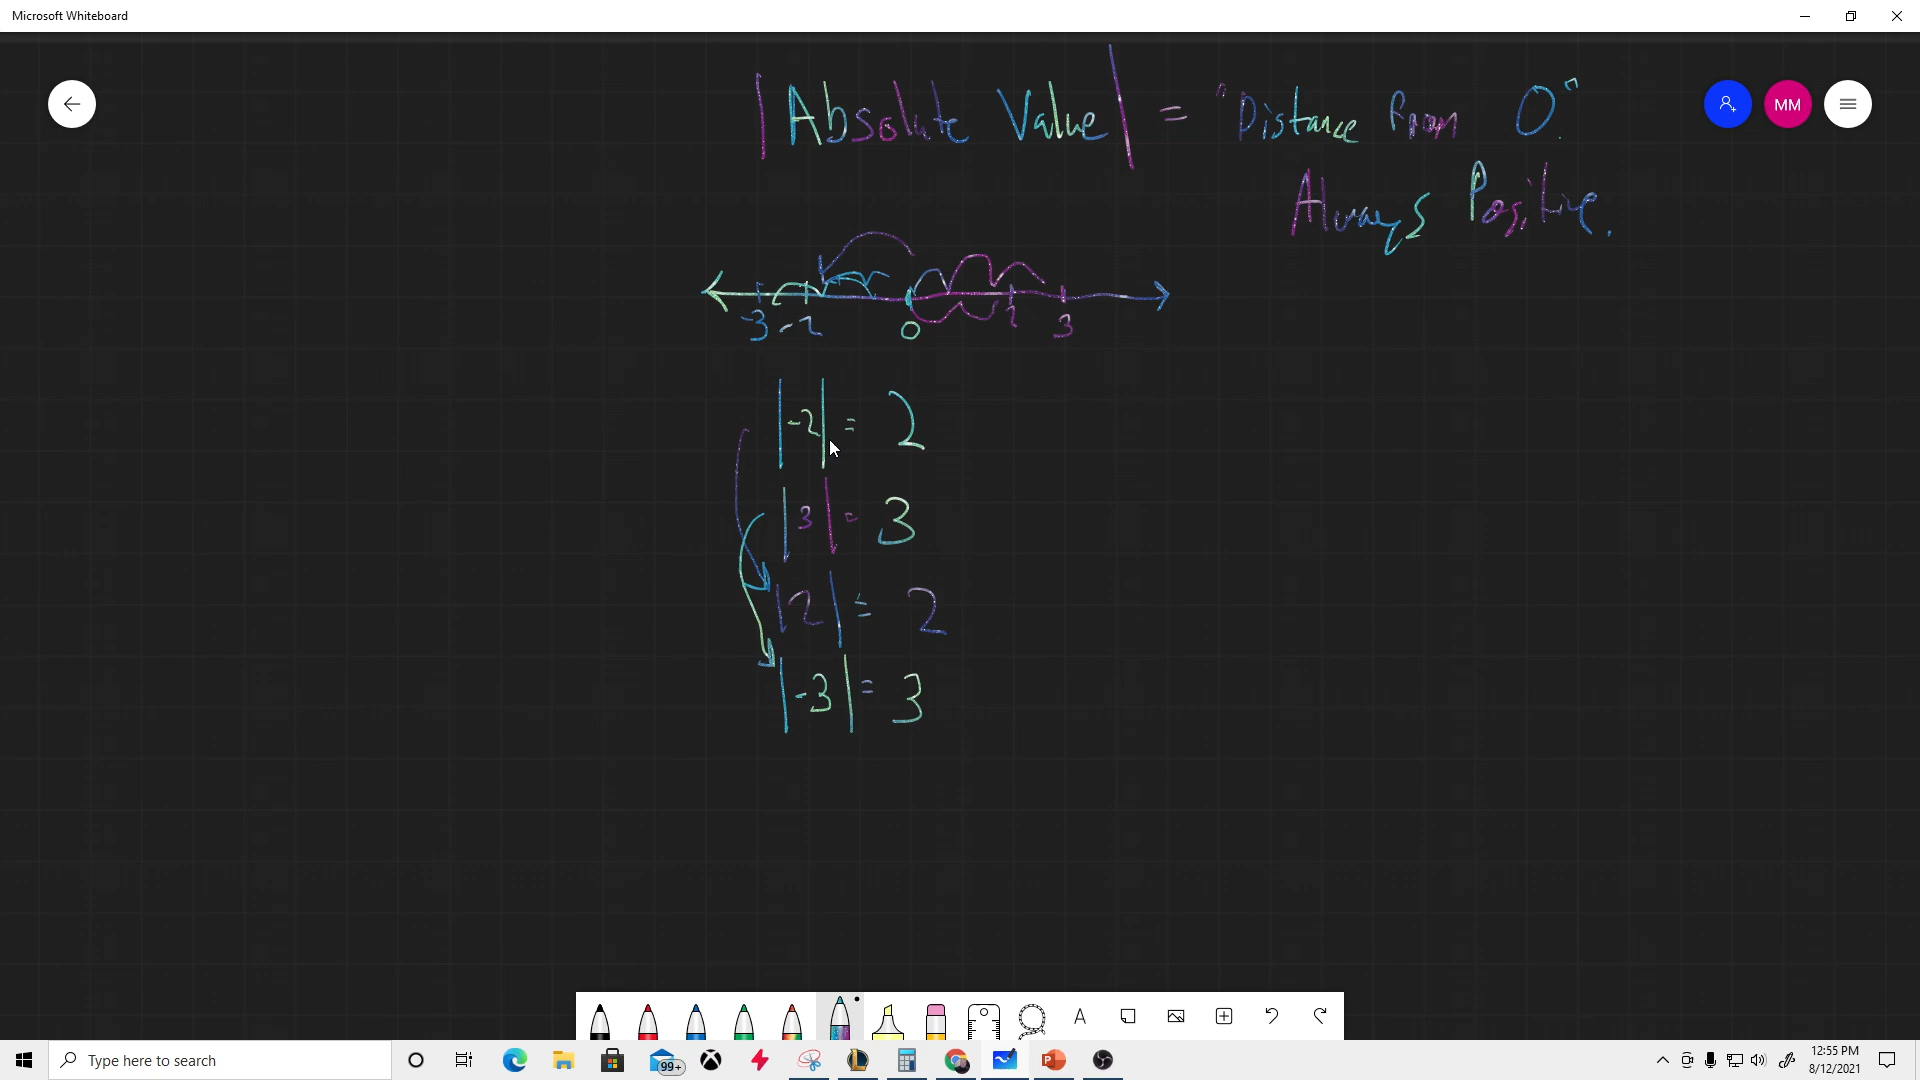 Microsoft Whiteboard
|Absolute Value| = "Distance from 0."
Always Positive.
MM
-3 -2 0 2 3
|-2| = 2
|3| = 3
|2| = 2
|-3| = 3
A
Type here to search
99+
12:55 PM
8/12/2021